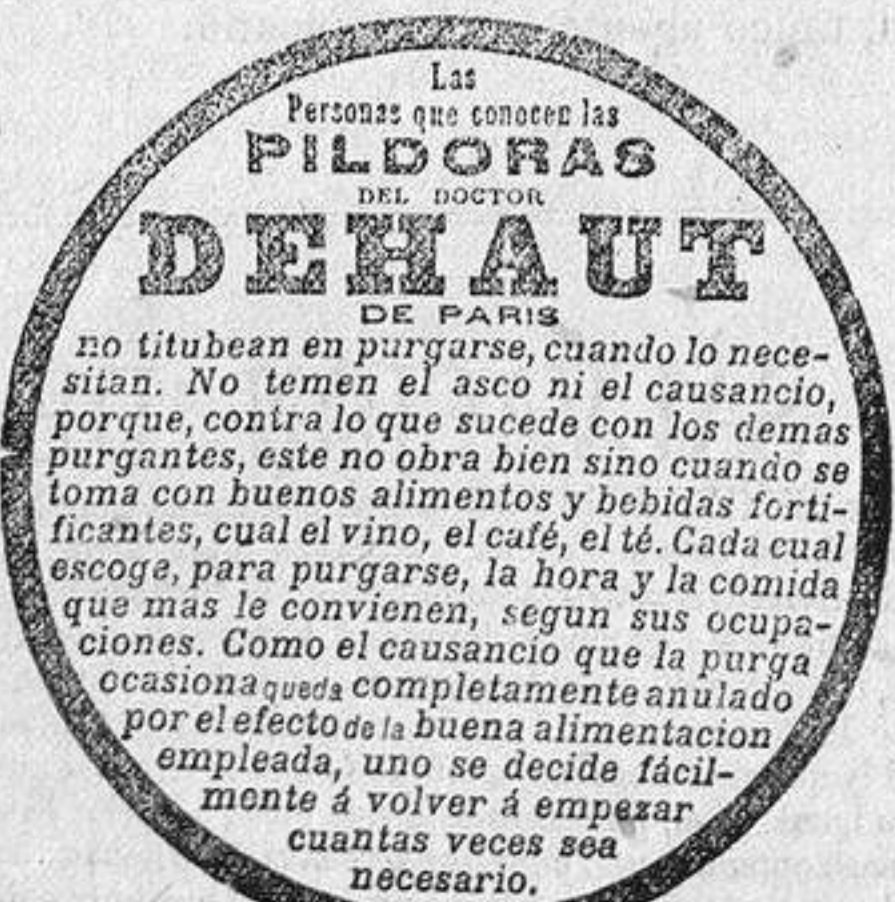 Las
Personas que conocen las
PILDORAS
DEL DOCTOR
DEHAUT
DE PARIS
no titubean en purgarse, cuando lo nece-
sitan. No temen el asco ni el causancio,
porque, contra lo que sucede con los demas
purgantes, este no obra bien sino cuando se
toma con buenos alimentos y bebidas forti-
ficantes, cual el vino, el café, el té. Cada cual
escoge, para purgarse, la hora y la comida
que mas le convienen, segun sus ocupa-
ciones. Como el causancio que la purga
ocasiona queda completamente anulado
por el efecto de la buena alimentacion
empleada, uno se decide fácil-
mente á volver á empezar
cuantas veces sea
necesario.